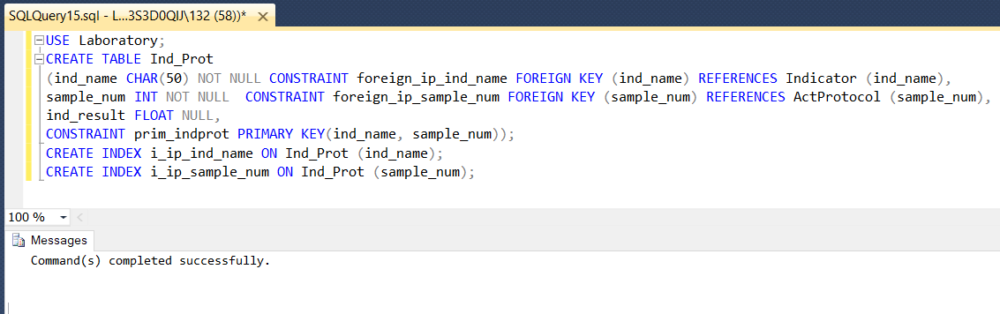 SQLQuery15.sql - L...3S3D0QIJ\132 (58))*
USE Laboratory;
CREATE TABLE Ind_Prot
(ind_name CHAR(50) NOT NULL CONSTRAINT foreign_ip_ind_name FOREIGN KEY (ind_name) REFERENCES Indicator (ind_name),
sample_num INT NOT NULL  CONSTRAINT foreign_ip_sample_num FOREIGN KEY (sample_num) REFERENCES ActProtocol (sample_num),
ind_result FLOAT NULL,
CONSTRAINT prim_indprot PRIMARY KEY(ind_name, sample_num));
CREATE INDEX i_ip_ind_name ON Ind_Prot (ind_name);
CREATE INDEX i_ip_sample_num ON Ind_Prot (sample_num);
100 %
Messages
Command(s) completed successfully.